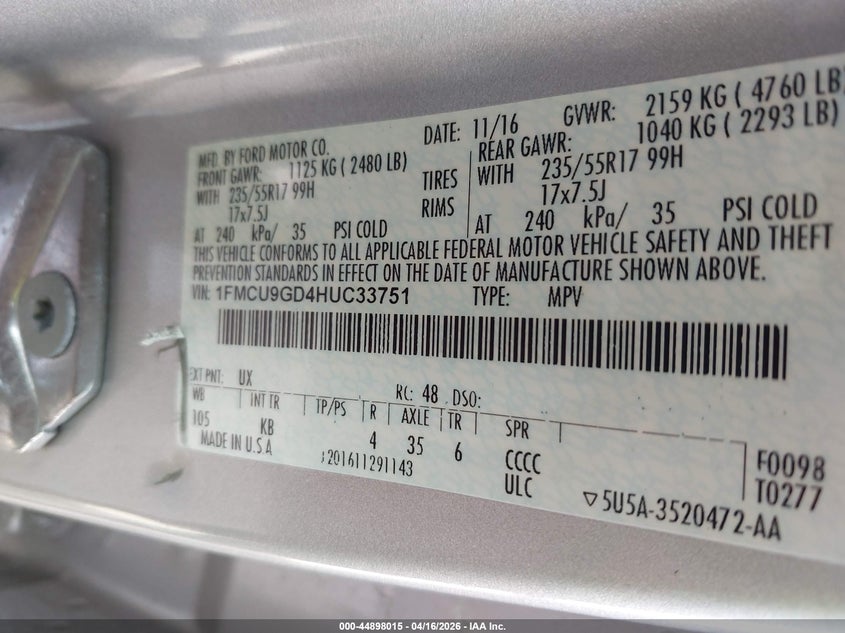 MFD. BY FORD MOTOR CO. DATE: 11/16 GVWR: 2159 KG ( 4760 LB)
FRONT GAWR: 1125 KG ( 2480 LB) REAR GAWR: 1040 KG ( 2293 LB)
WITH 235/55R17 99H TIRES WITH 235/55R17 99H
17x7.5J RIMS 17x7.5J
AT 240 kPa/ 35 PSI COLD AT 240 kPa/ 35 PSI COLD
THIS VEHICLE CONFORMS TO ALL APPLICABLE FEDERAL MOTOR VEHICLE SAFETY AND THEFT
PREVENTION STANDARDS IN EFFECT ON THE DATE OF MANUFACTURE SHOWN ABOVE.
VIN: 1FMCU9GD4HUC33751 TYPE: MPV
EXT PNT: UX RC: 48 DSO:
WB INT TR TP/PS R AXLE TR SPR
105 KB 4 35 6 CCCC F0098
MADE IN U.S.A ULC T0277
:201611291143 ▽5U5A-3520472-AA
000-44898015 - 04/16/2026 - IAA Inc.